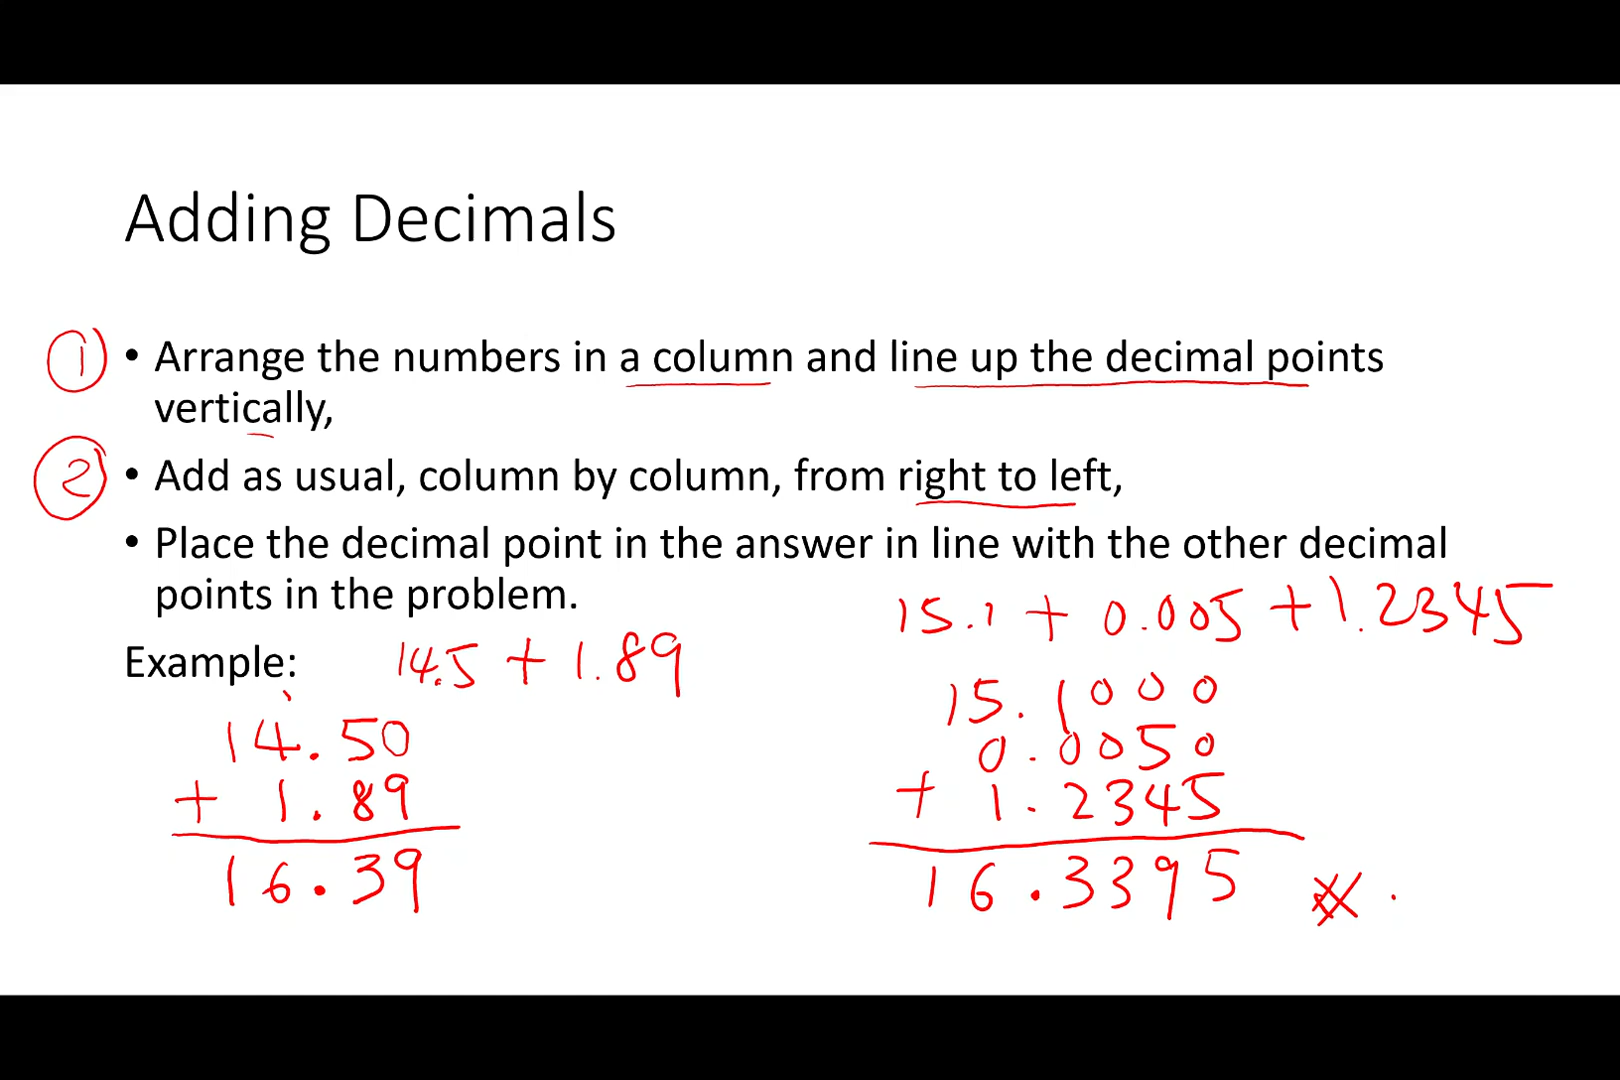 Adding Decimals
① • Arrange the numbers in a column and line up the decimal points
vertically,
② • Add as usual, column by column, from right to left,
• Place the decimal point in the answer in line with the other decimal
points in the problem.
15.1 + 0.005 + 1.2345
Example: 14.5 + 1.89
14.50
+ 1.89
16.39
15.1000
0.0050
+ 1.2345
16.3395